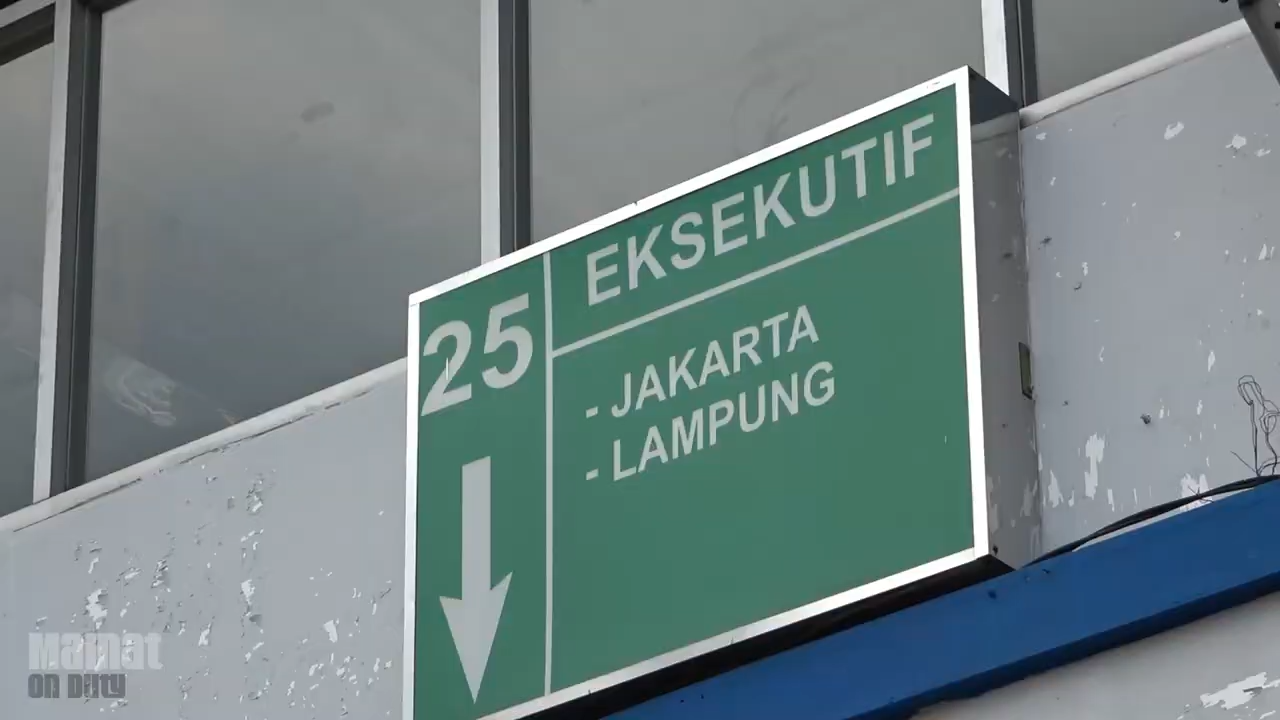 25
EKSEKUTIF
- JAKARTA
- LAMPUNG
Mamat
on Duty